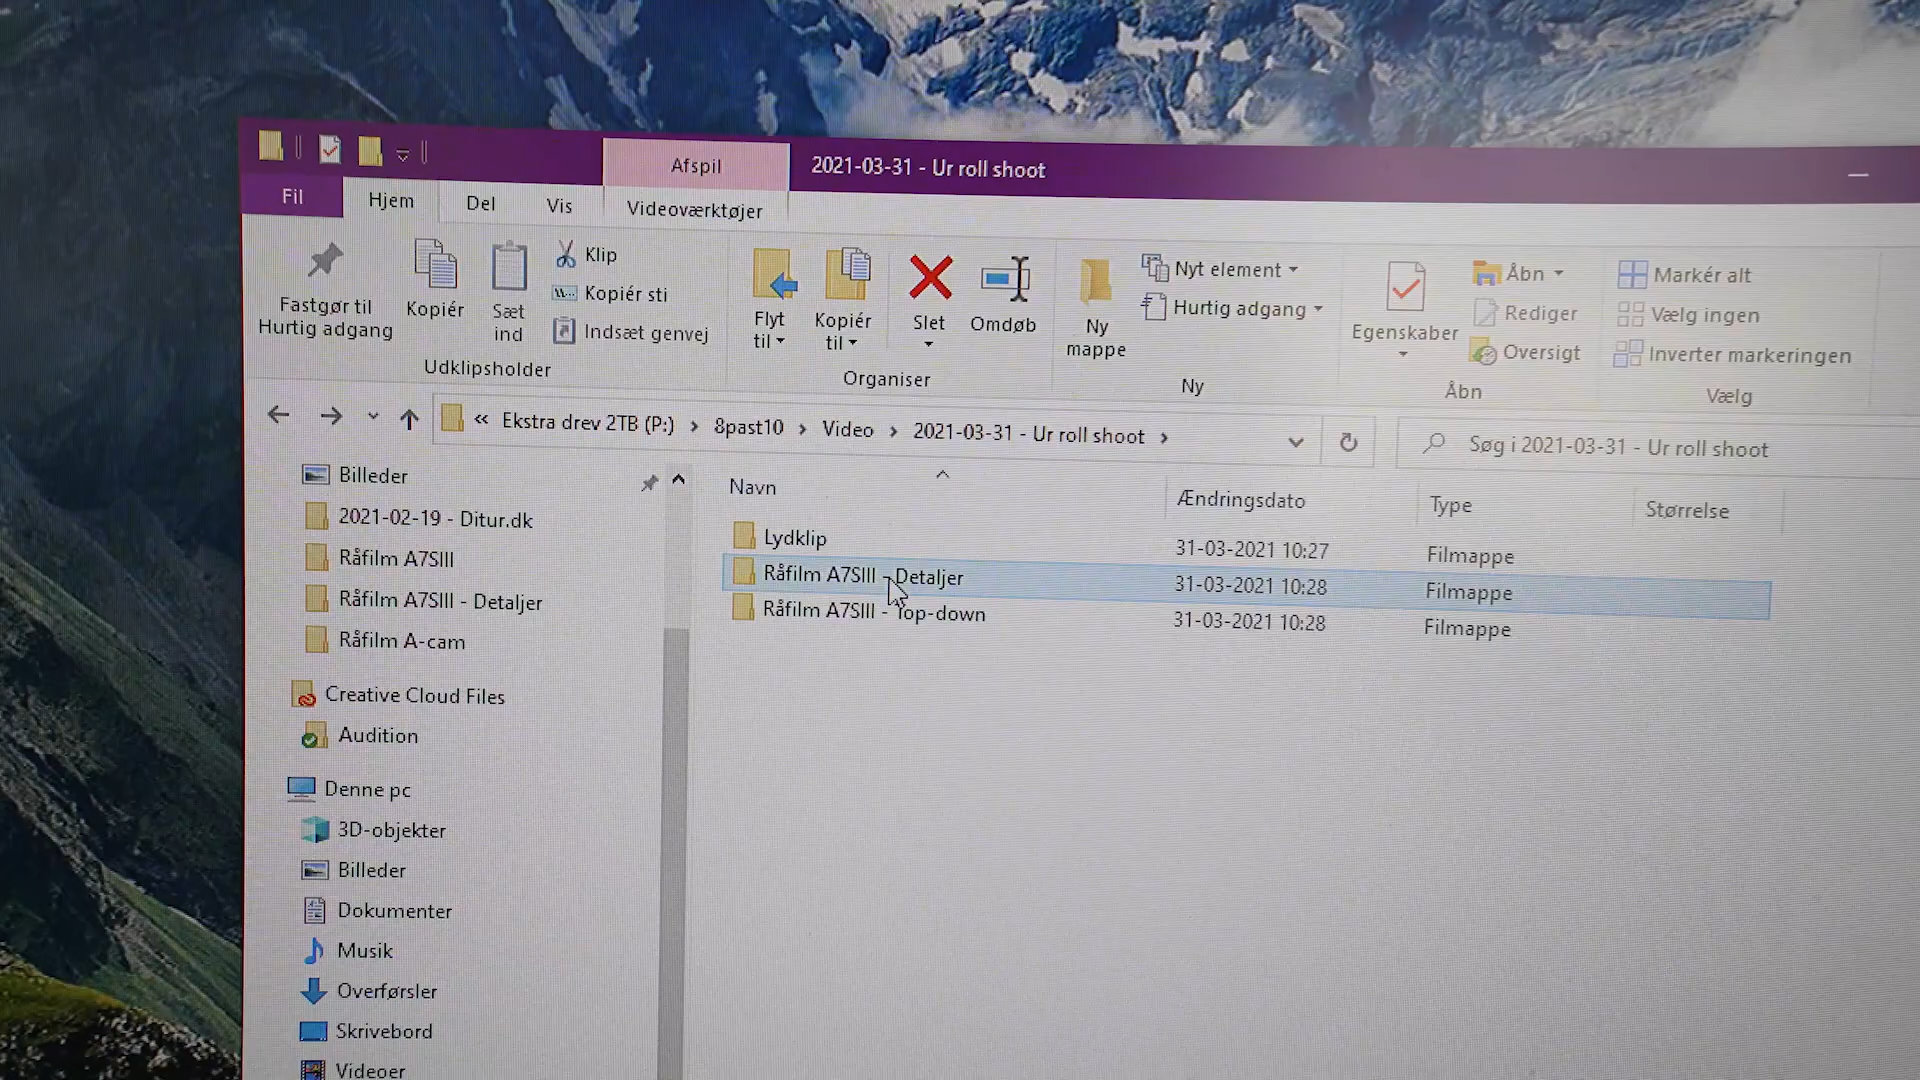 Afspil
2021-03-31 - Ur roll shoot
Fil
Hjem
Del
Vis
Videoværktøjer
Fastgør til
Hurtig adgang
Kopiér
Sæt
ind
Klip
Kopiér sti
Indsæt genvej
Udklipsholder
Flyt
til
Kopiér
til
Slet
Omdøb
Organiser
Ny
mappe
Nyt element
Hurtig adgang
Ny
Egenskaber
Åbn
Rediger
Oversigt
Åbn
Markér alt
Vælg ingen
Inverter markeringen
Vælg
« Ekstra drev 2TB (P:) › 8past10 › Video › 2021-03-31 - Ur roll shoot ›
Søg i 2021-03-31 - Ur roll shoot
Billeder
2021-02-19 - Ditur.dk
Råfilm A7SIII
Råfilm A7SIII - Detaljer
Råfilm A-cam
Creative Cloud Files
Audition
Denne pc
3D-objekter
Billeder
Dokumenter
Musik
Overførsler
Skrivebord
Videoer
Navn Ændringsdato Type Størrelse
Lydklip 31-03-2021 10:27 Filmappe
Råfilm A7SIII - Detaljer 31-03-2021 10:28 Filmappe
Råfilm A7SIII - Top-down 31-03-2021 10:28 Filmappe